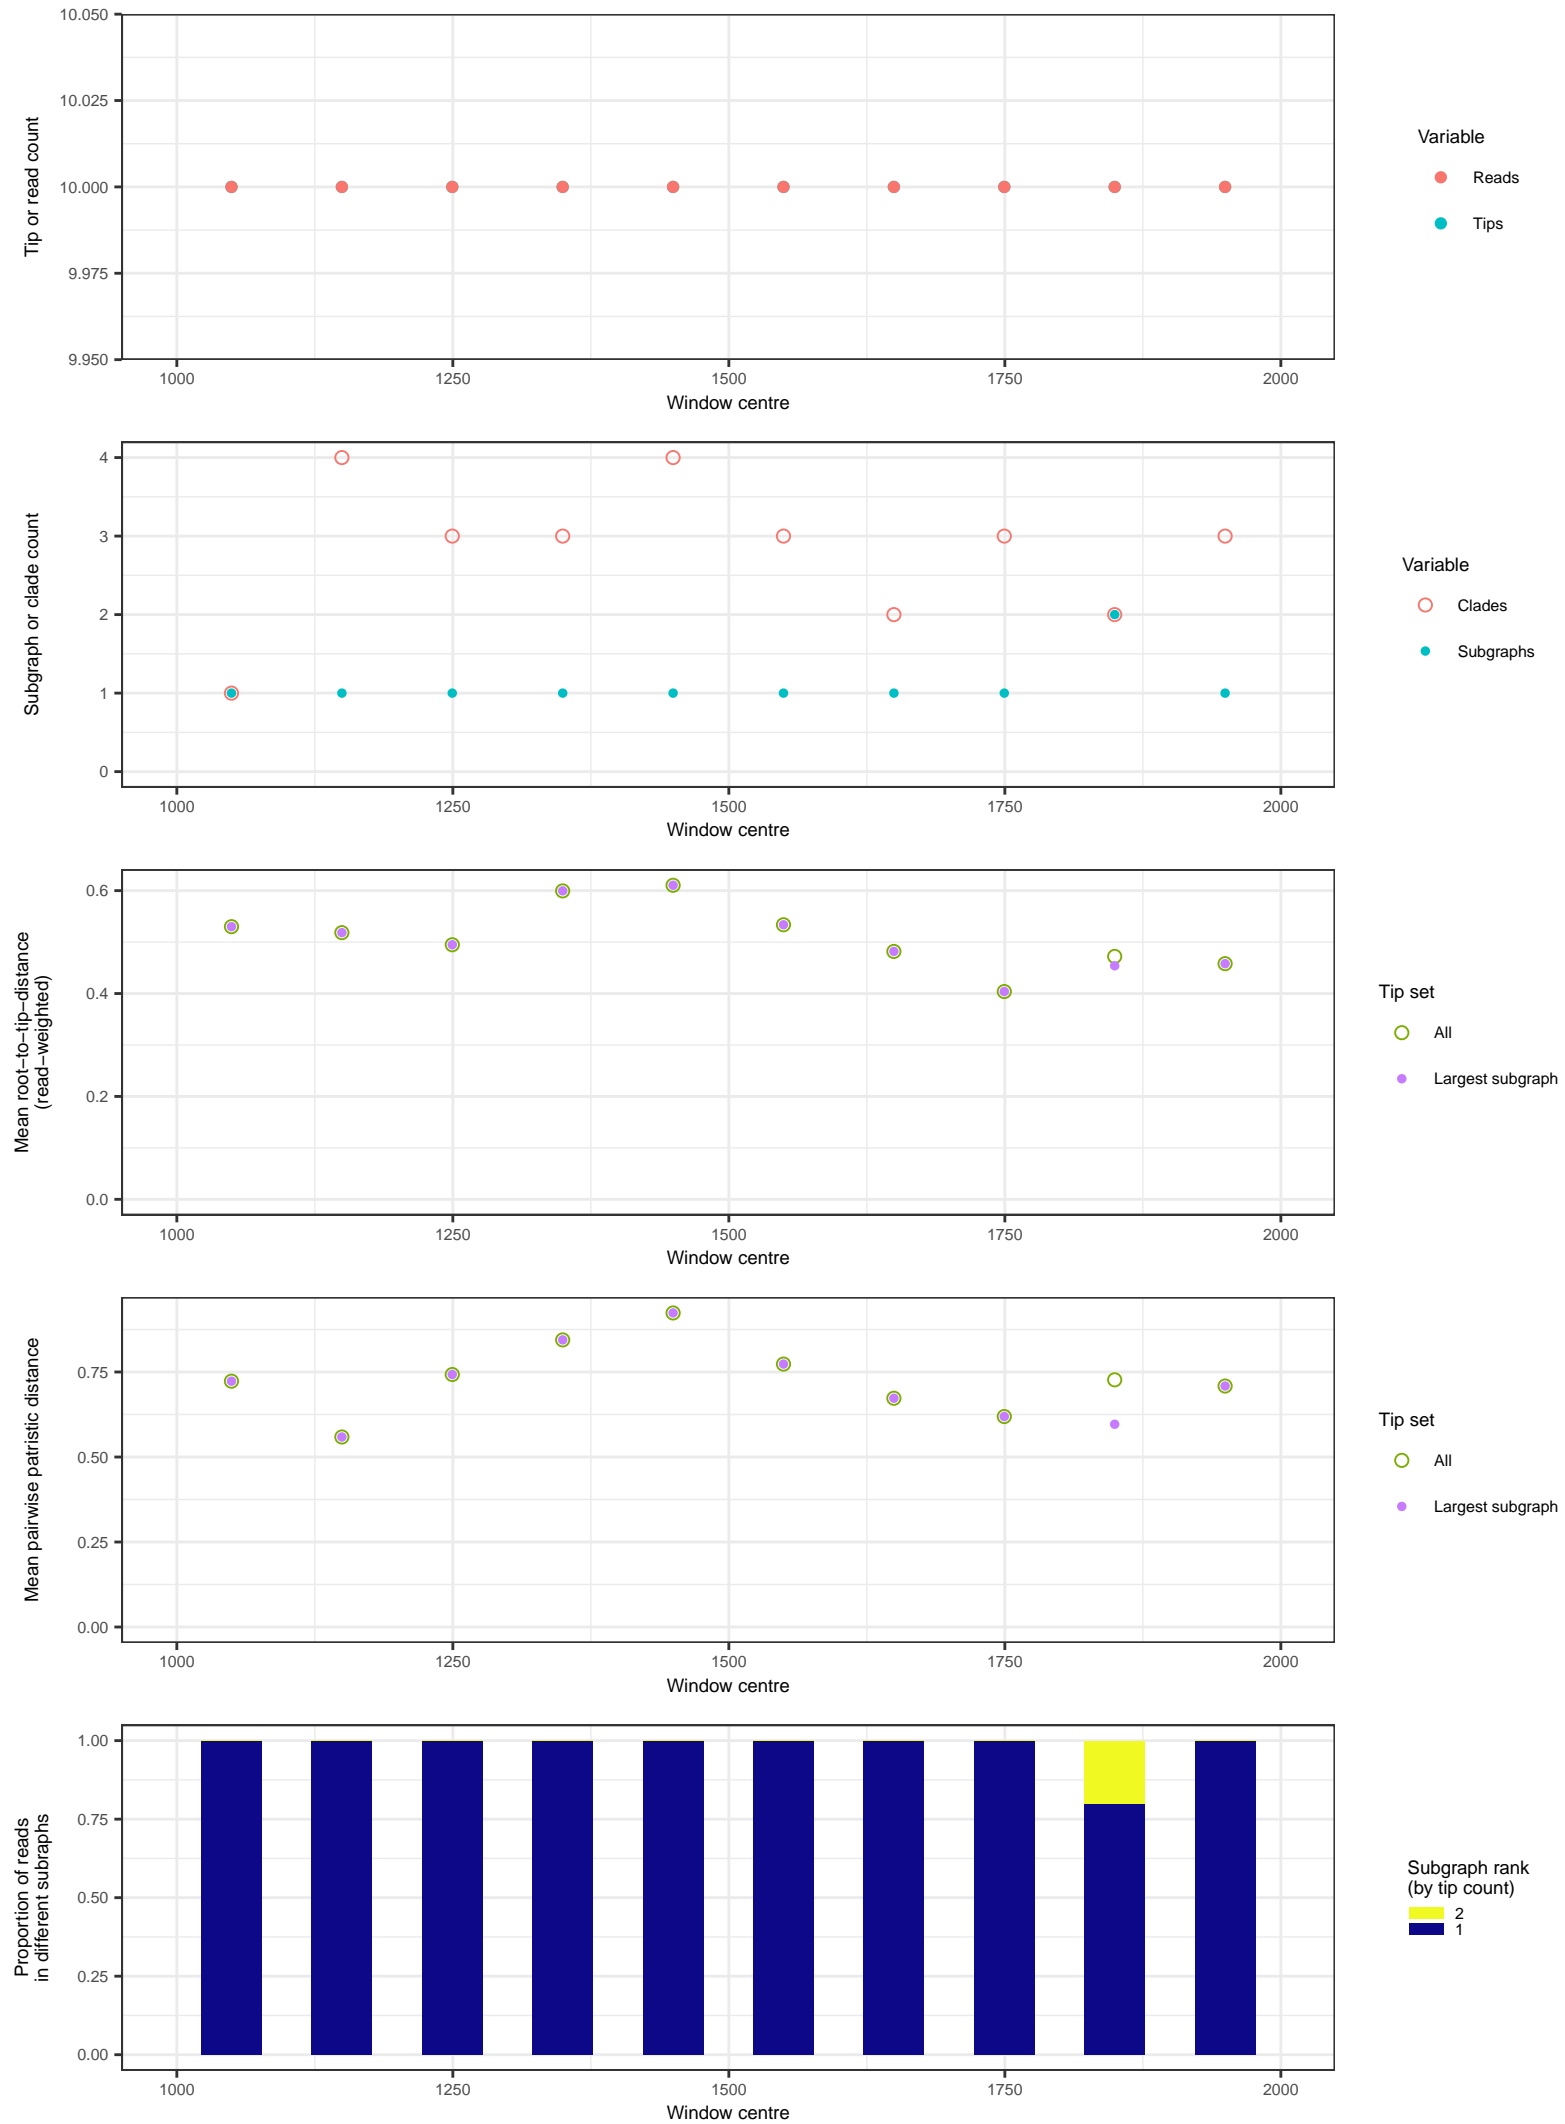 10.050
10.025
10.000
9.975
9.950
Tip or read count
1000 1250 1500 1750 2000
Window centre
Variable
Reads
Tips
4
3
2
1
0
Subgraph or clade count
1000 1250 1500 1750 2000
Window centre
Variable
Clades
Subgraphs
0.6
0.4
0.2
0.0
Mean root−to−tip−distance
(read−weighted)
1000 1250 1500 1750 2000
Window centre
Tip set
All
Largest subgraph
0.75
0.50
0.25
0.00
Mean pairwise patristic distance
1000 1250 1500 1750 2000
Window centre
Tip set
All
Largest subgraph
1.00
0.75
0.50
0.25
0.00
Proportion of reads
in different subraphs
1000 1250 1500 1750 2000
Window centre
Subgraph rank
(by tip count)
2
1